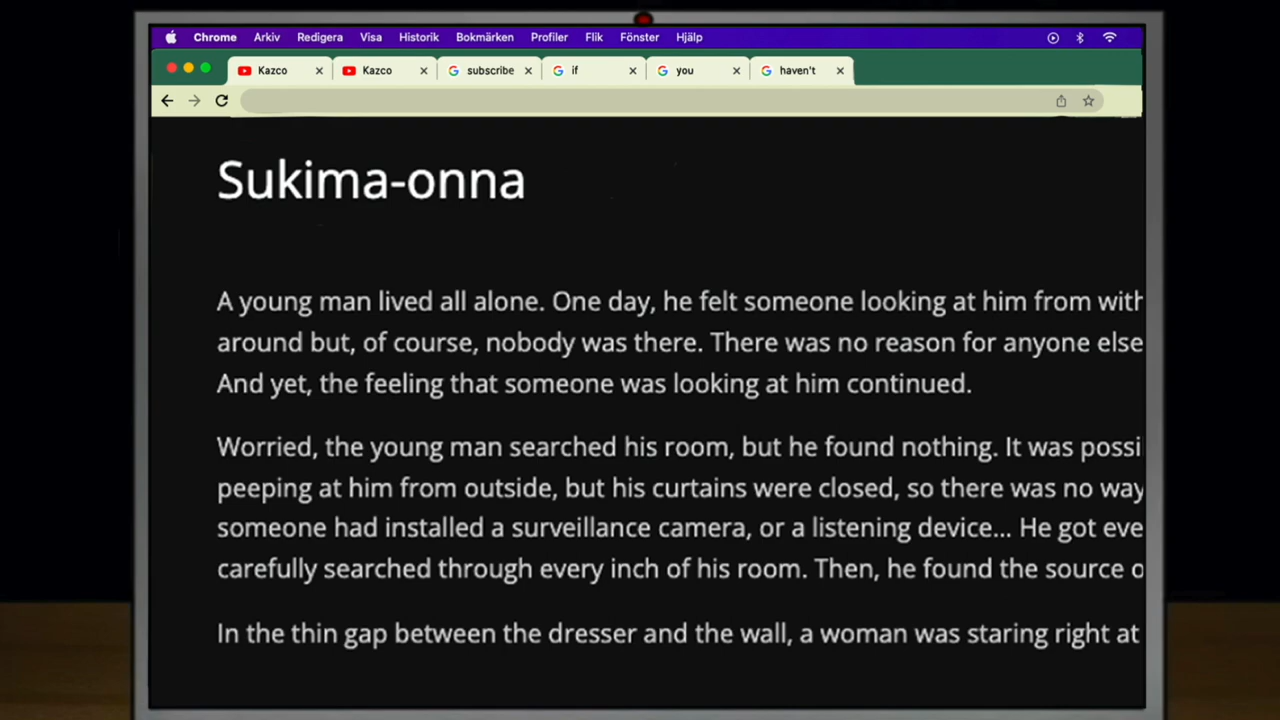 Chrome Arkiv Redigera Visa Historik Bokmärken Profiler Flik Fönster Hjälp
Kazco Kazco subscribe if you haven't
Sukima-onna
A young man lived all alone. One day, he felt someone looking at him from with
around but, of course, nobody was there. There was no reason for anyone else
And yet, the feeling that someone was looking at him continued.
Worried, the young man searched his room, but he found nothing. It was possi
peeping at him from outside, but his curtains were closed, so there was no way
someone had installed a surveillance camera, or a listening device... He got eve
carefully searched through every inch of his room. Then, he found the source o
In the thin gap between the dresser and the wall, a woman was staring right at